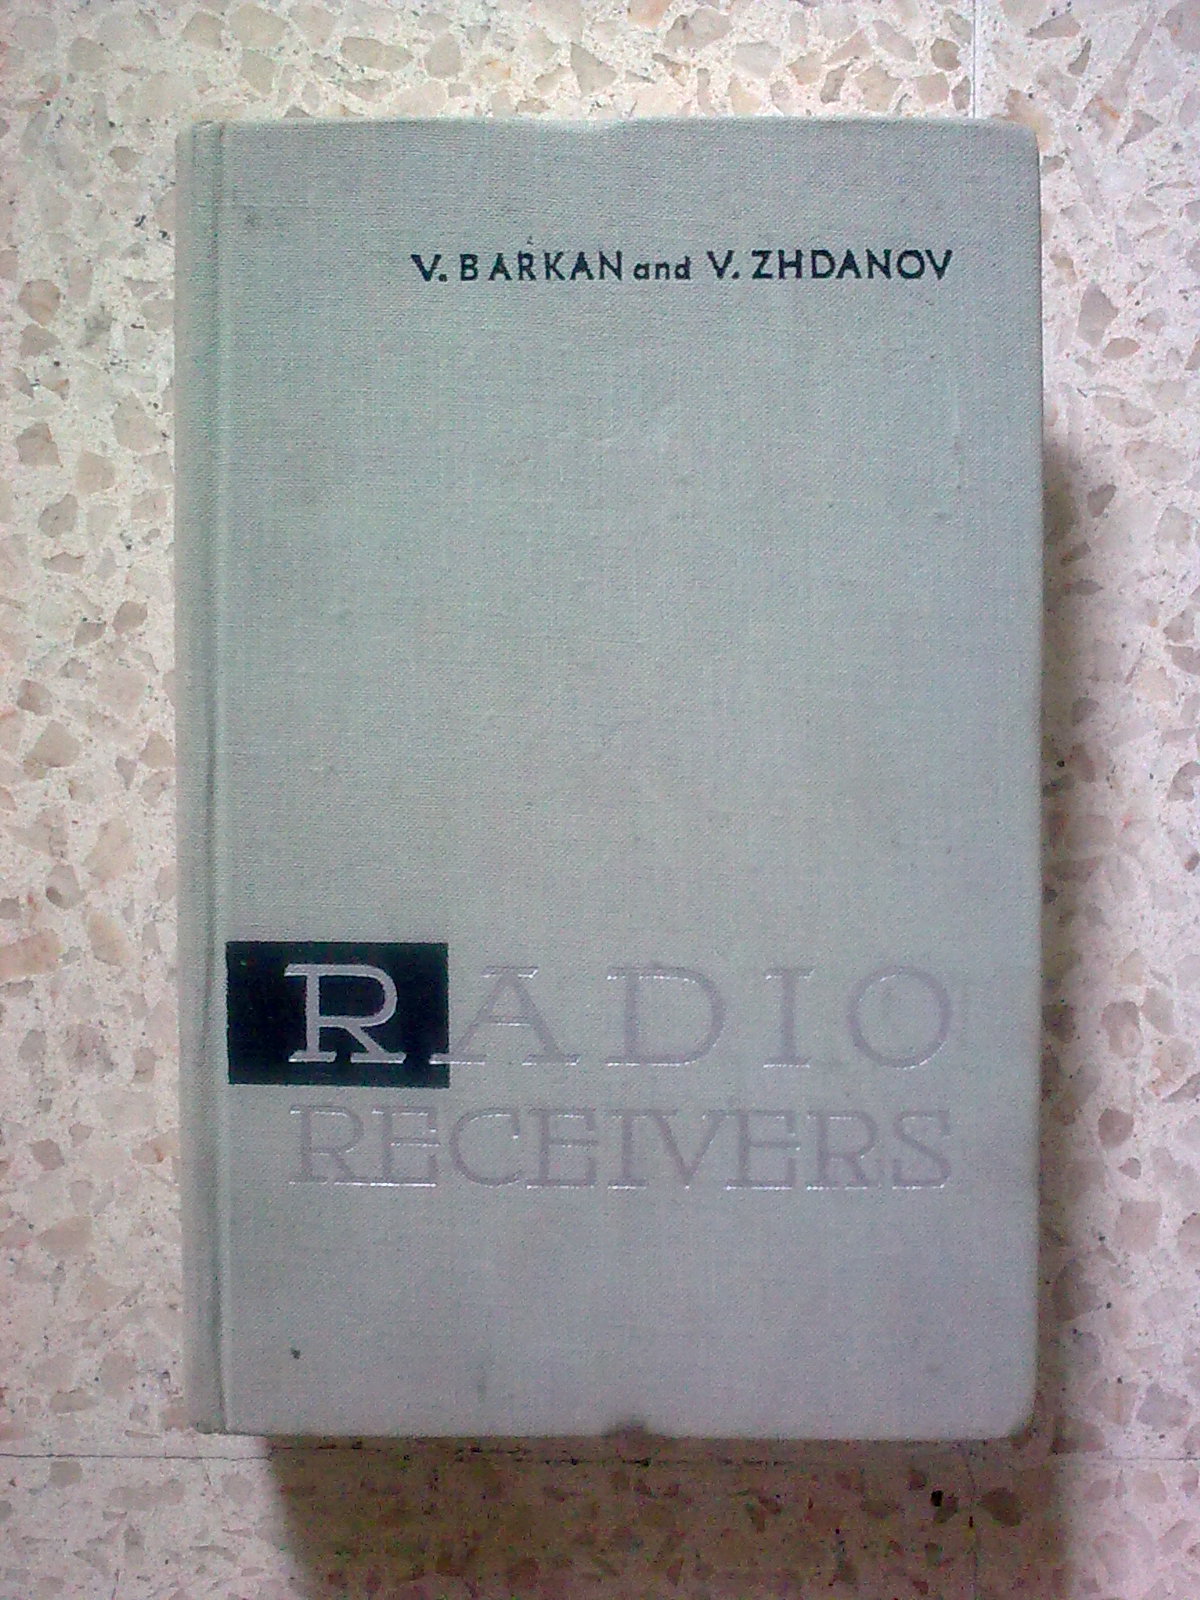 V. BARKAN and V. ZHDANOV
RADIO
RECEIVERS